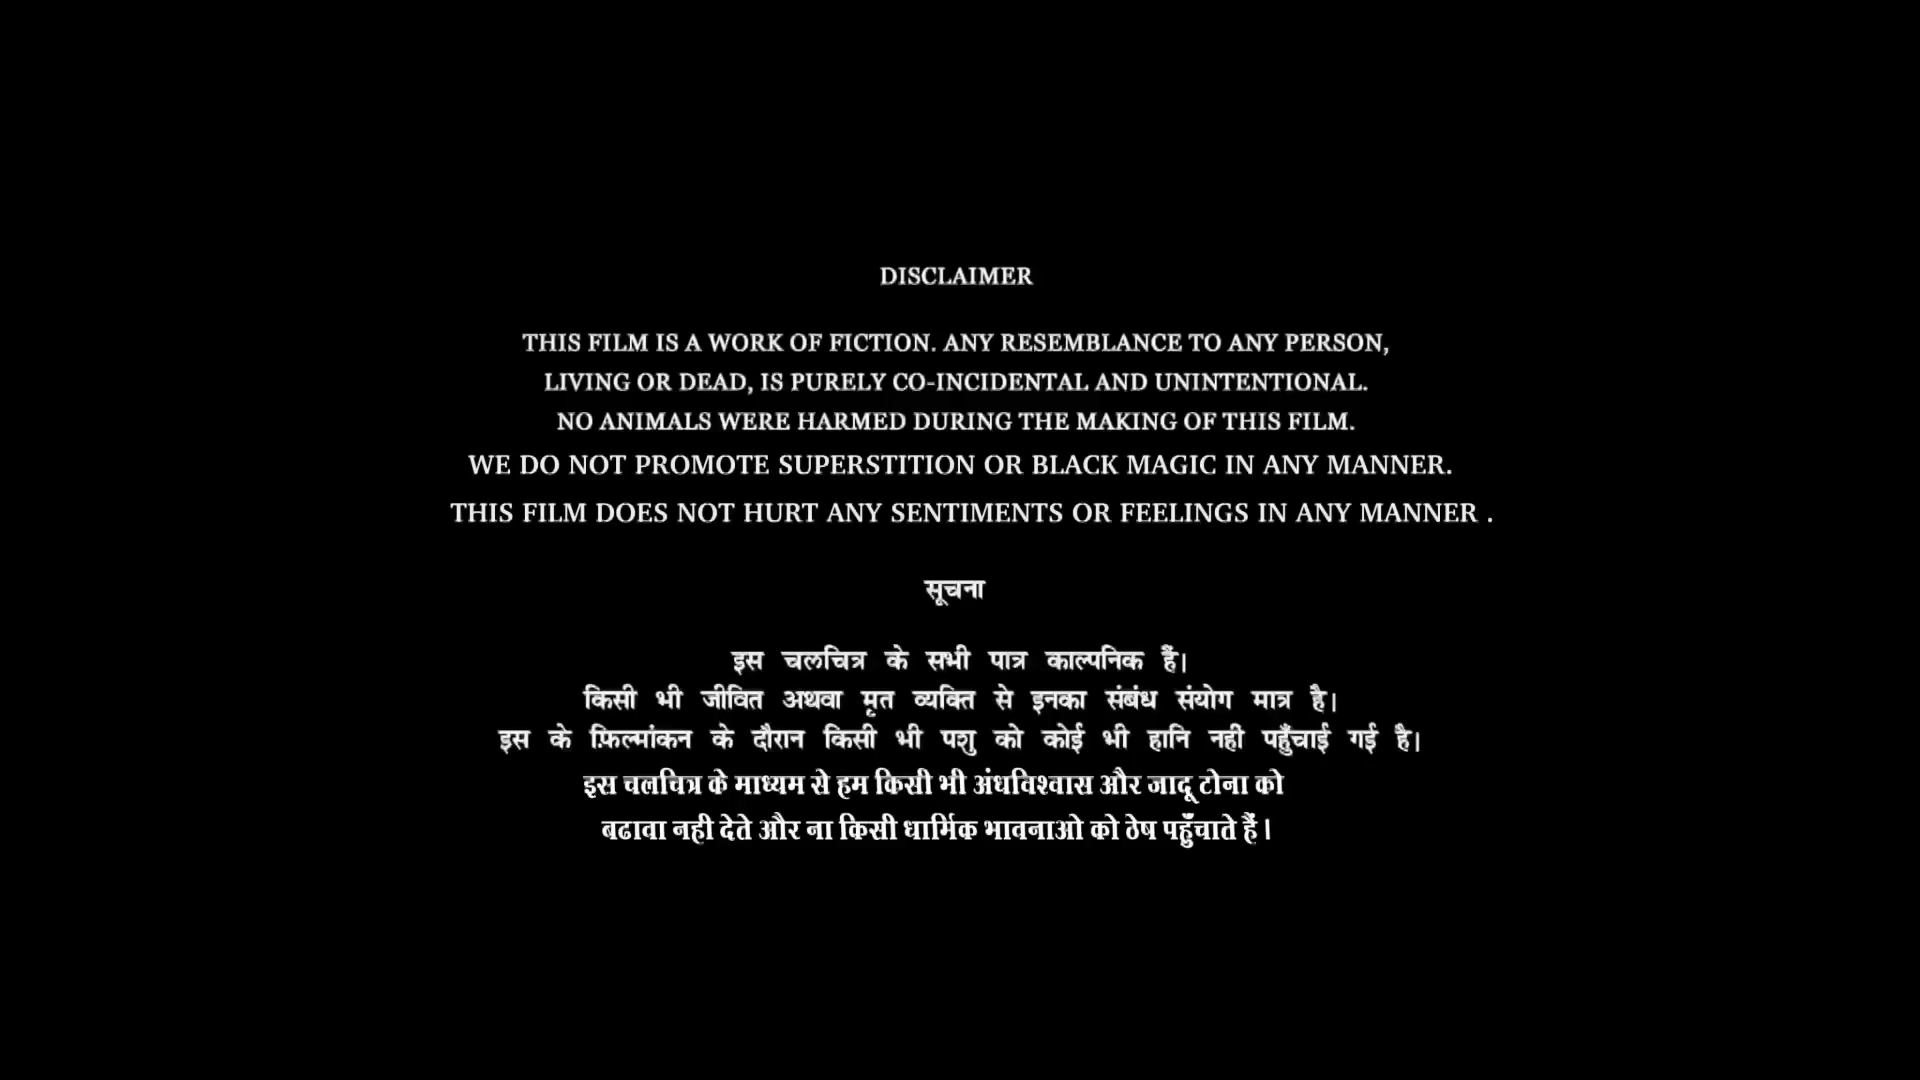 DISCLAIMER
THIS FILM IS A WORK OF FICTION. ANY RESEMBLANCE TO ANY PERSON,
LIVING OR DEAD, IS PURELY CO-INCIDENTAL AND UNINTENTIONAL.
NO ANIMALS WERE HARMED DURING THE MAKING OF THIS FILM.
WE DO NOT PROMOTE SUPERSTITION OR BLACK MAGIC IN ANY MANNER.
THIS FILM DOES NOT HURT ANY SENTIMENTS OR FEELINGS IN ANY MANNER .
सूचना
इस चलचित्र के सभी पात्र काल्पनिक हैं।
किसी भी जीवित अथवा मृत व्यक्ति से इनका संबंध संयोग मात्र है।
इस के फ़िल्मांकन के दौरान किसी भी पशु को कोई भी हानि नही पहुँचाई गई है।
इस चलचित्र के माध्यम से हम किसी भी अंधविश्वास और जादू टोना को
बढावा नही देते और ना किसी धार्मिक भावनाओ को ठेष पहुँचाते हैं।